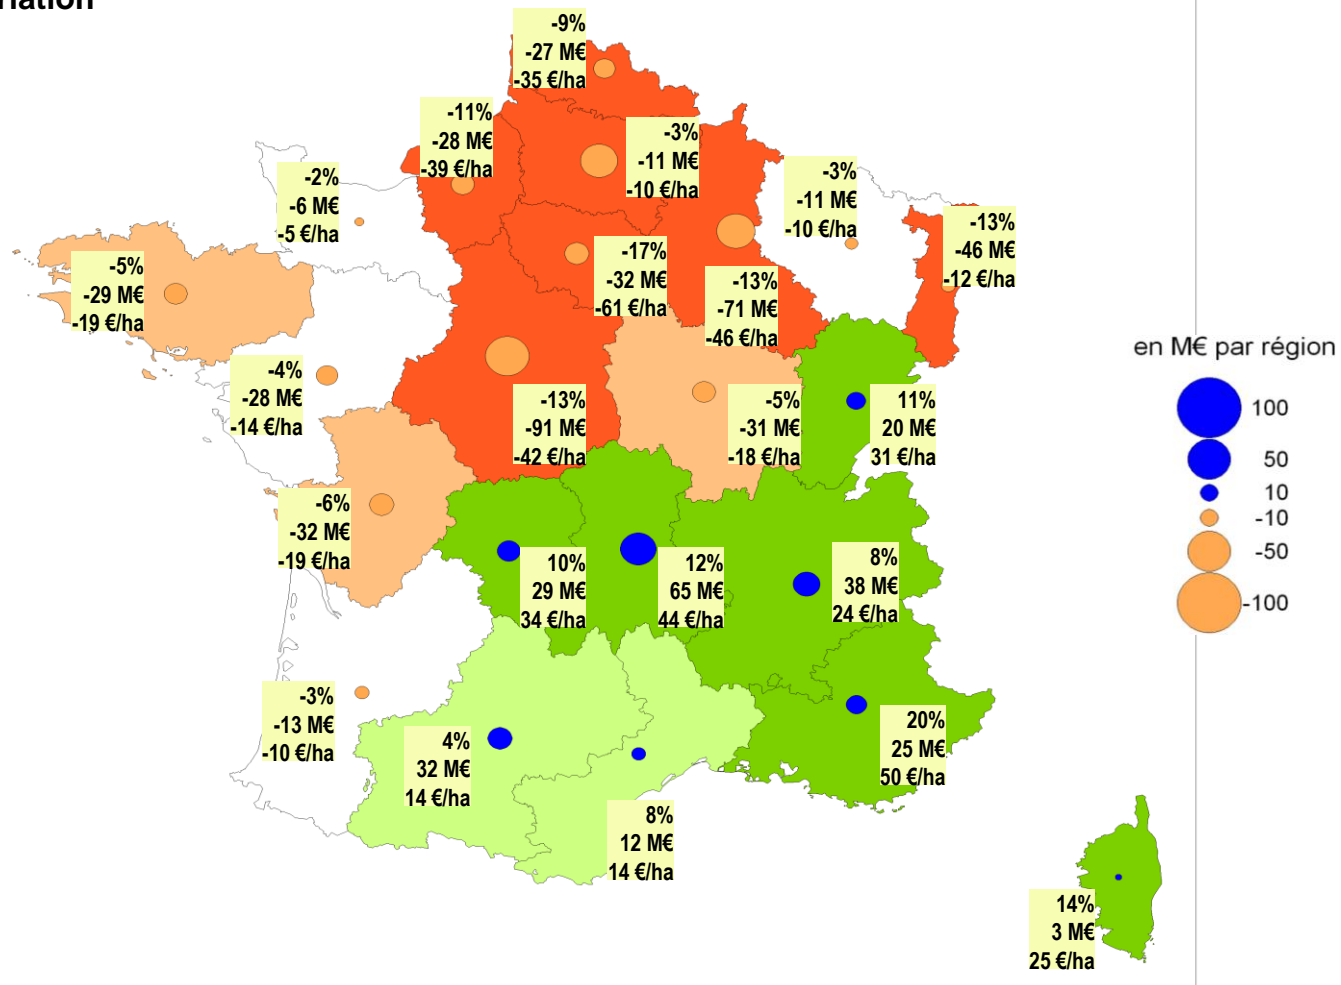 riation
-9%
-27 M€
-35 €/ha
-11%
-28 M€
-39 €/ha
-3%
-11 M€
-10 €/ha
-2%
-6 M€
-5 €/ha
-3%
-11 M€
-10 €/ha
-13%
-46 M€
-12 €/ha
-5%
-29 M€
-19 €/ha
-17%
-32 M€
-61 €/ha
-13%
-71 M€
-46 €/ha
-4%
-28 M€
-14 €/ha
-13%
-91 M€
-42 €/ha
-5%
-31 M€
-18 €/ha
11%
20 M€
31 €/ha
-6%
-32 M€
-19 €/ha
10%
29 M€
34 €/ha
12%
65 M€
44 €/ha
8%
38 M€
24 €/ha
-3%
-13 M€
-10 €/ha
4%
32 M€
14 €/ha
8%
12 M€
14 €/ha
20%
25 M€
50 €/ha
14%
3 M€
25 €/ha
en M€ par région
100
50
10
-10
-50
-100